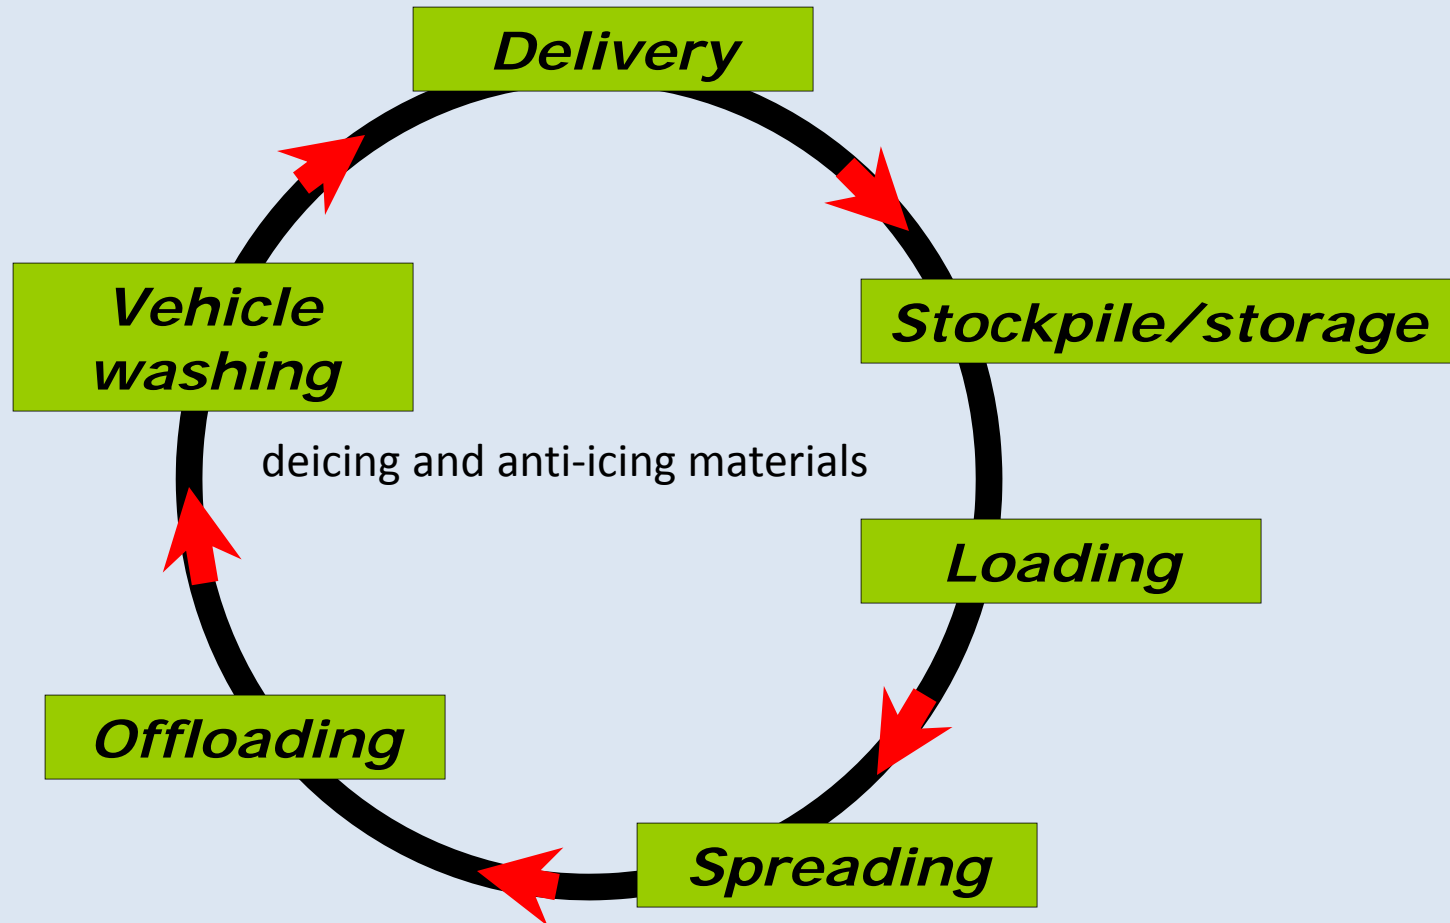 Delivery
Stockpile/storage
Loading
Spreading
Offloading
Vehicle
washing
deicing and anti-icing materials